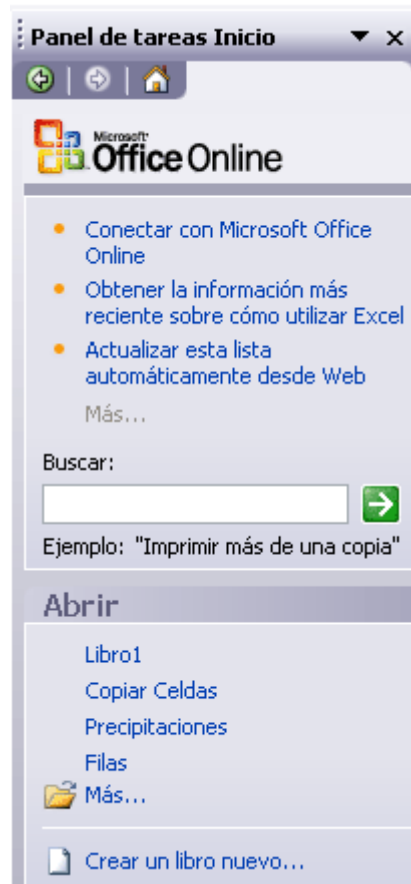 Panel de tareas Inicio
Microsoft
Office Online
Conectar con Microsoft Office
Online
Obtener la información más
reciente sobre cómo utilizar Excel
Actualizar esta lista
automáticamente desde Web
Más...
Buscar:
Ejemplo: "Imprimir más de una copia"
Abrir
Libro1
Copiar Celdas
Precipitaciones
Filas
Más...
Crear un libro nuevo...